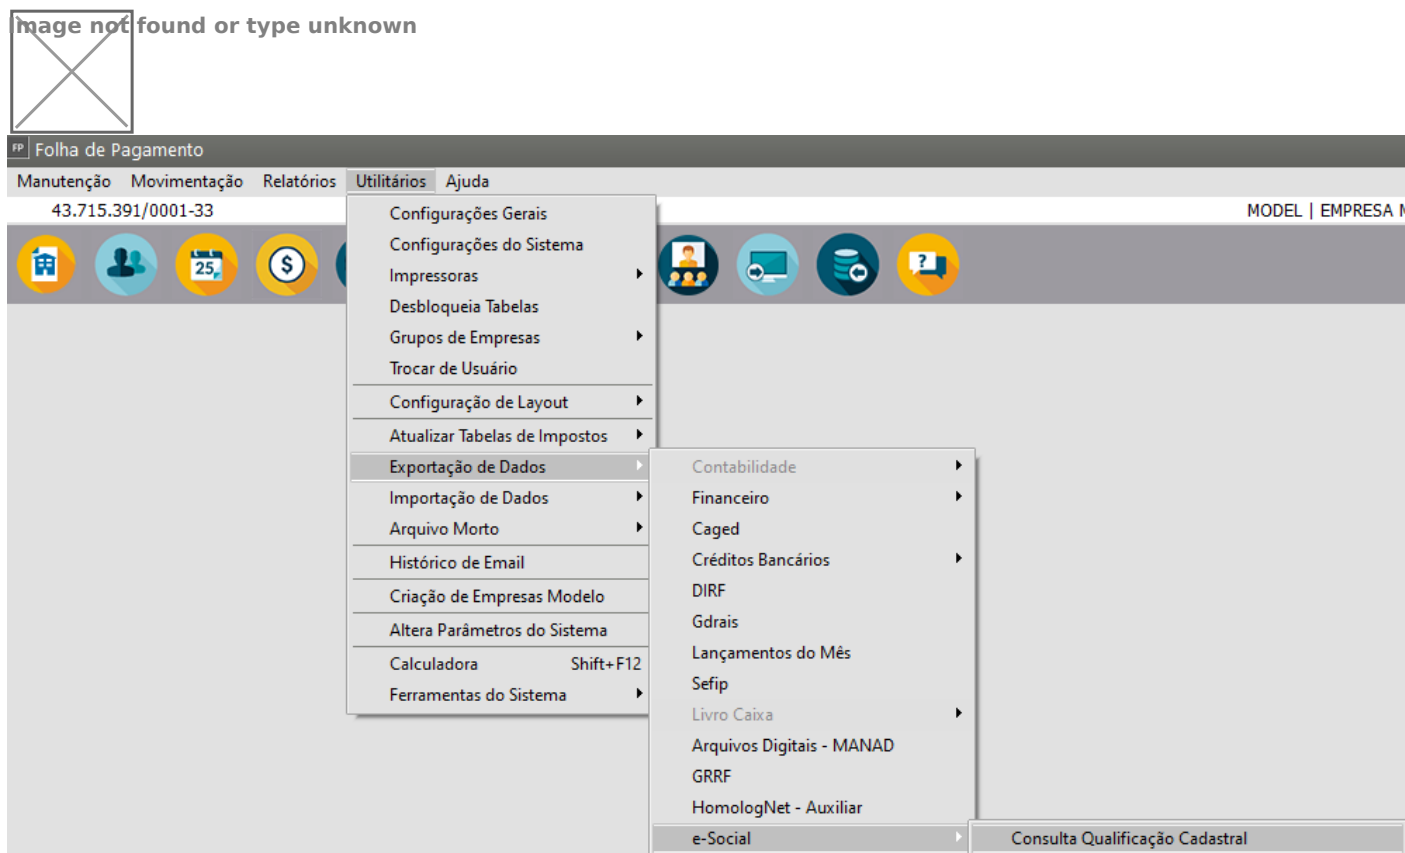 Image not found or type unknown
FP Folha de Pagamento
Manutenção Movimentação Relatórios Utilitários Ajuda
43.715.391/0001-33 MODEL | EMPRESA M
25
$
?
Configurações Gerais
Configurações do Sistema
Impressoras
Desbloqueia Tabelas
Grupos de Empresas
Trocar de Usuário
Configuração de Layout
Atualizar Tabelas de Impostos
Exportação de Dados
Importação de Dados
Arquivo Morto
Histórico de Email
Criação de Empresas Modelo
Altera Parâmetros do Sistema
Calculadora Shift+F12
Ferramentas do Sistema
Contabilidade
Financeiro
Caged
Créditos Bancários
DIRF
Gdrais
Lançamentos do Mês
Sefip
Livro Caixa
Arquivos Digitais - MANAD
GRRF
HomologNet - Auxiliar
e-Social
Consulta Qualificação Cadastral